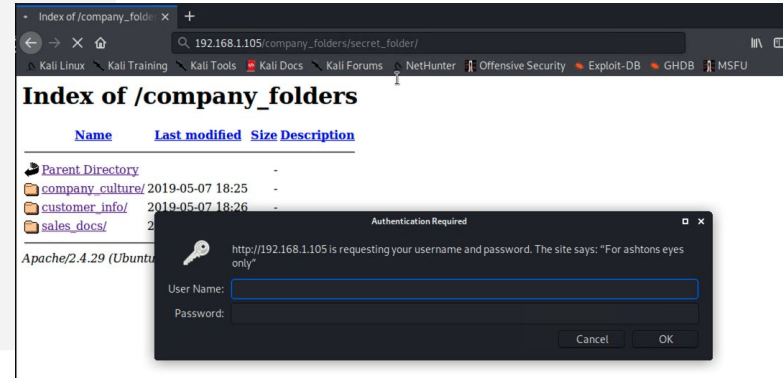 Index of /company_folde
192.168.1.105/company_folders/secret_folder/
Kali Linux Kali Training Kali Tools Kali Docs Kali Forums NetHunter Offensive Security Exploit-DB GHDB MSFU
Index of /company_folders
Name Last modified Size Description
Parent Directory -
company_culture/ 2019-05-07 18:25 -
customer_info/ 2019-05-07 18:26 -
sales_docs/ 2
Apache/2.4.29 (Ubuntu
Authentication Required
http://192.168.1.105 is requesting your username and password. The site says: “For ashtons eyes
only”
User Name:
Password:
Cancel OK